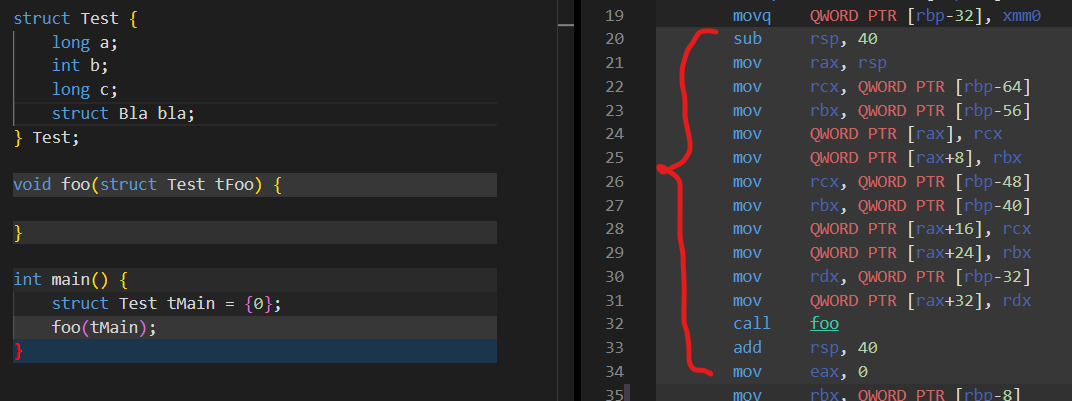 struct Test {
long a;
int b;
long c;
struct Bla bla;
} Test;
void foo(struct Test tFoo) {
}
int main() {
struct Test tMain = {0};
foo(tMain);
}
19 movq QWORD PTR [rbp-32], xmm0
20 sub rsp, 40
21 mov rax, rsp
22 mov rcx, QWORD PTR [rbp-64]
23 mov rbx, QWORD PTR [rbp-56]
24 mov QWORD PTR [rax], rcx
25 mov QWORD PTR [rax+8], rbx
26 mov rcx, QWORD PTR [rbp-48]
27 mov rbx, QWORD PTR [rbp-40]
28 mov QWORD PTR [rax+16], rcx
29 mov QWORD PTR [rax+24], rbx
30 mov rdx, QWORD PTR [rbp-32]
31 mov QWORD PTR [rax+32], rdx
32 call foo
33 add rsp, 40
34 mov eax, 0
35 mov rbx, QWORD PTR [rbp-8]